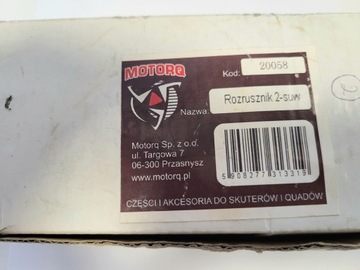 MOTORQ
Kod: 20058
Nazwa: Rozrusznik 2-suw
Motorq Sp. z o.d.
ul. Targowa 7
06-300 Przasnysz
www.motorq.pl
5908277313319
CZĘŚCI I AKCESORIA DO SKUTERÓW I QUADÓW